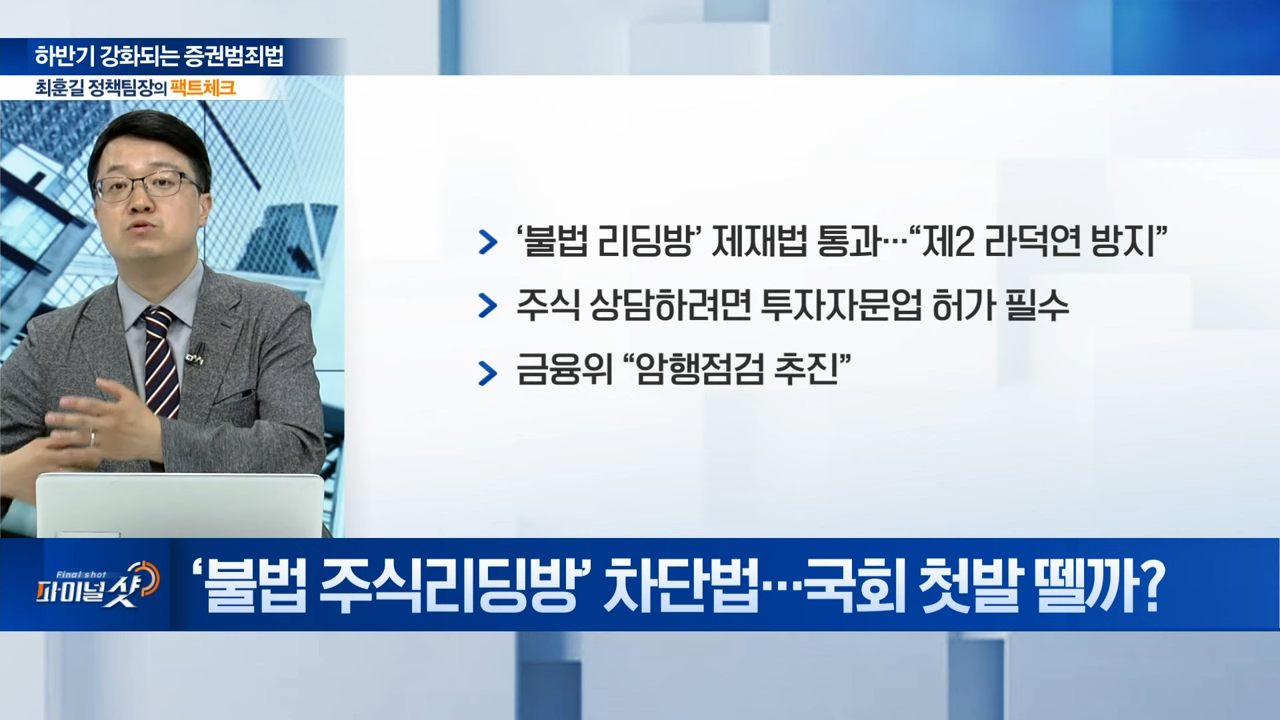 하반기 강화되는 증권범죄법
최훈길 정책팀장의 팩트체크
‘불법 리딩방’ 제재법 통과…“제2 라덕연 방지”
주식 상담하려면 투자자문업 허가 필수
금융위 “암행점검 추진”
Final shot
파이널샷
‘불법 주식리딩방’ 차단법…국회 첫발 뗄까?